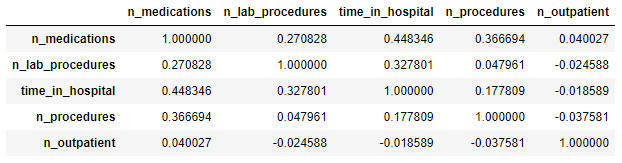 n_medications n_lab_procedures time_in_hospital n_procedures n_outpatient
n_medications 1.000000 0.270828 0.448346 0.366694 0.040027
n_lab_procedures 0.270828 1.000000 0.327801 0.047961 -0.024588
time_in_hospital 0.448346 0.327801 1.000000 0.177809 -0.018589
n_procedures 0.366694 0.047961 0.177809 1.000000 -0.037581
n_outpatient 0.040027 -0.024588 -0.018589 -0.037581 1.000000